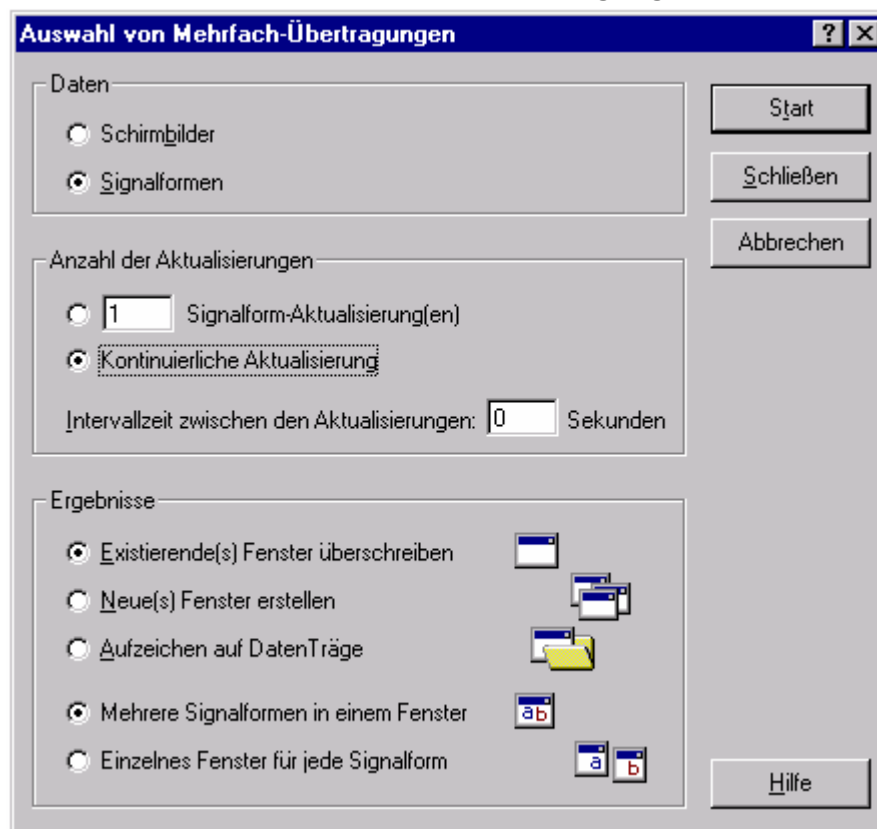 Auswahl von Mehrfach-Übertragungen
Daten
Schirmbilder
Signalformen
Start
Schließen
Abbrechen
Anzahl der Aktualisierungen
1 Signalform-Aktualisierung(en)
Kontinuierliche Aktualisierung
Intervallzeit zwischen den Aktualisierungen: 0 Sekunden
Ergebnisse
Existierende(s) Fenster überschreiben
Neue(s) Fenster erstellen
Aufzeichen auf DatenTräge
Mehrere Signalformen in einem Fenster ab
Einzelnes Fenster für jede Signalform a b
Hilfe